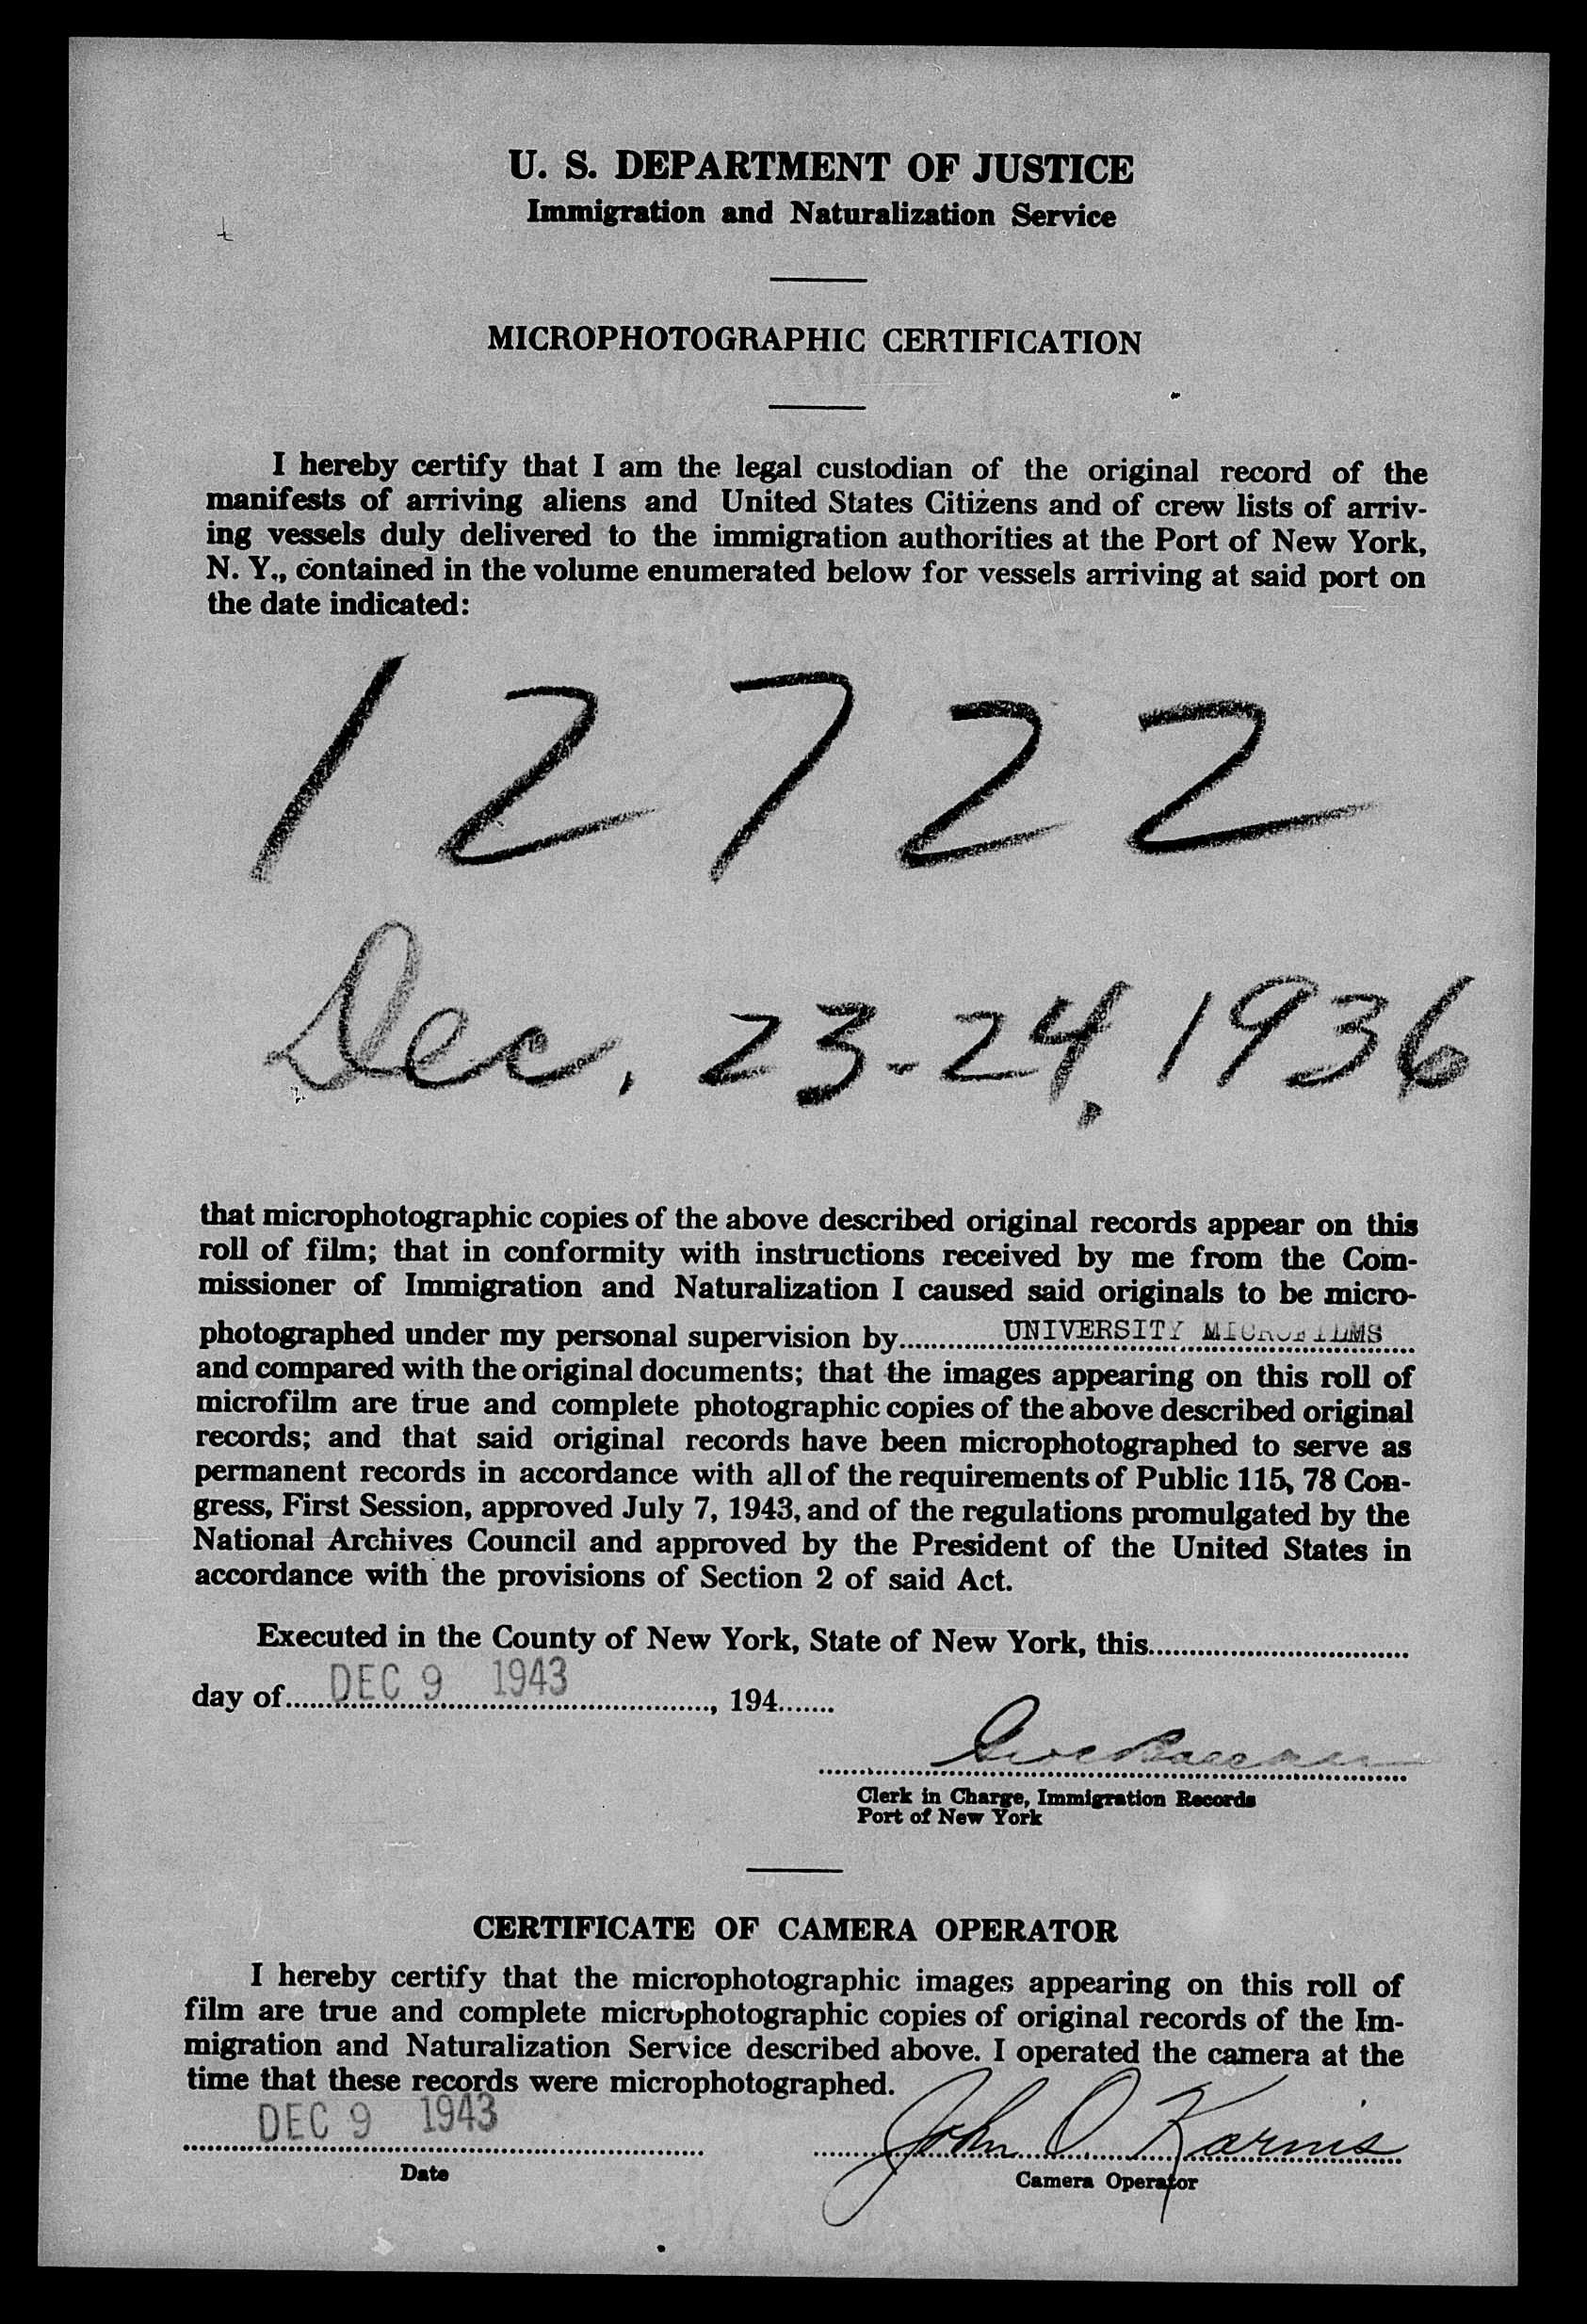 U. S. DEPARTMENT OF JUSTICE
Immigration and Naturalization Service
MICROPHOTOGRAPHIC CERTIFICATION
I hereby certify that I am the legal custodian of the original record of the
manifests of arriving aliens and United States Citizens and of crew lists of arriv-
ing vessels duly delivered to the immigration authorities at the Port of New York,
N. Y., contained in the volume enumerated below for vessels arriving at said port on
the date indicated:
12722
Dec. 23-24, 1936
that microphotographic copies of the above described original records appear on this
roll of film; that in conformity with instructions received by me from the Com-
missioner of Immigration and Naturalization I caused said originals to be micro-
photographed under my personal supervision by UNIVERSITY MICROFILMS
and compared with the original documents; that the images appearing on this roll of
microfilm are true and complete photographic copies of the above described original
records; and that said original records have been microphotographed to serve as
permanent records in accordance with all of the requirements of Public 115, 78 Con-
gress, First Session, approved July 7, 1943, and of the regulations promulgated by the
National Archives Council and approved by the President of the United States in
accordance with the provisions of Section 2 of said Act.
Executed in the County of New York, State of New York, this
day of DEC 9 1943, 194
Clerk in Charge, Immigration Records
Port of New York
CERTIFICATE OF CAMERA OPERATOR
I hereby certify that the microphotographic images appearing on this roll of
film are true and complete microphotographic copies of original records of the Im-
migration and Naturalization Service described above. I operated the camera at the
time that these records were microphotographed.
DEC 9 1943 John O Karnis
Date
Camera Operator